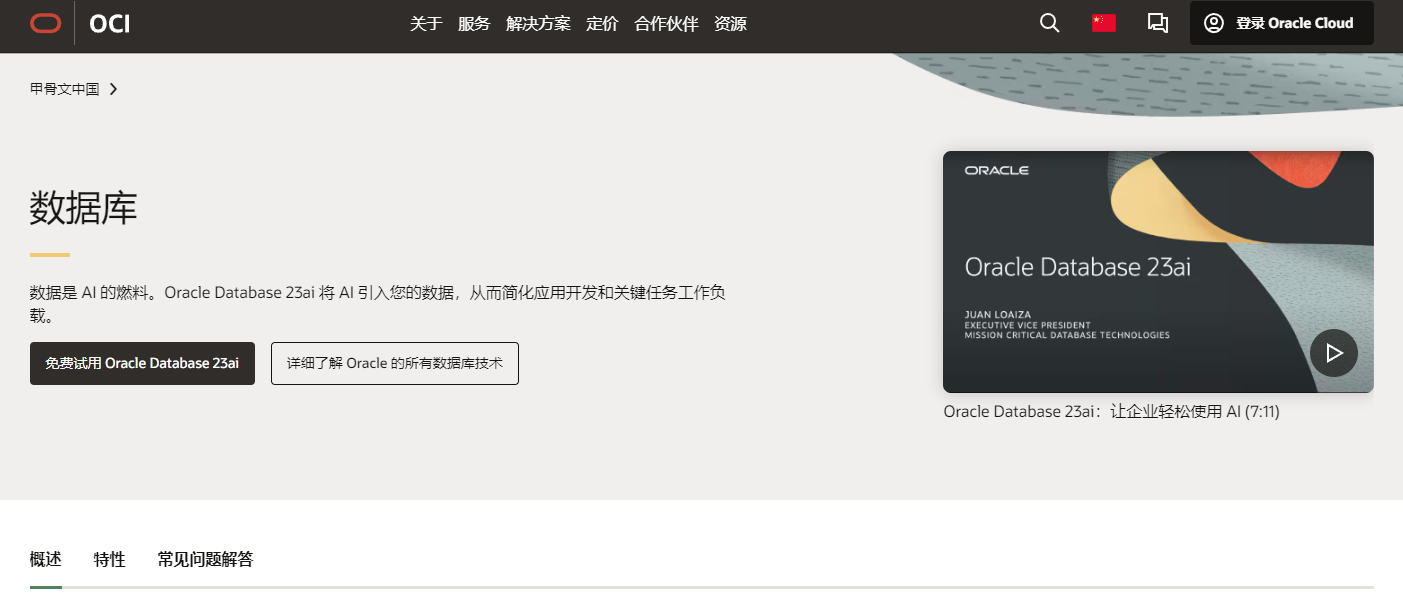 OCI
关于 服务 解决方案 定价 合作伙伴 资源
登录 Oracle Cloud
甲骨文中国
数据库
数据是 AI 的燃料。Oracle Database 23ai 将 AI 引入您的数据，从而简化应用开发和关键任务工作负
载。
免费试用 Oracle Database 23ai
详细了解 Oracle 的所有数据库技术
ORACLE
Oracle Database 23ai
JUAN LOAIZA
EXECUTIVE VICE PRESIDENT
MISSION CRITICAL DATABASE TECHNOLOGIES
Oracle Database 23ai：让企业轻松使用 AI (7:11)
概述 特性 常见问题解答